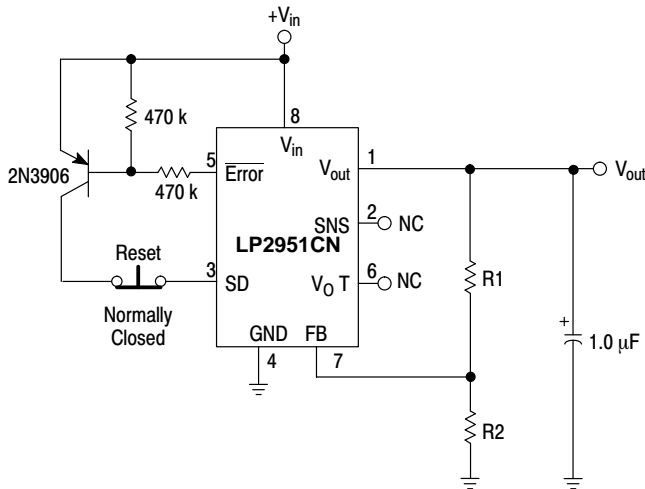 +Vin
470 k
8
Vin
2N3906
5
Error
470 k
Vout
1
Vout
SNS
2
NC
LP2951CN
Reset
3
SD
VO T
6
NC
R1
Normally
Closed
GND
FB
4
7
+
1.0 µF
R2